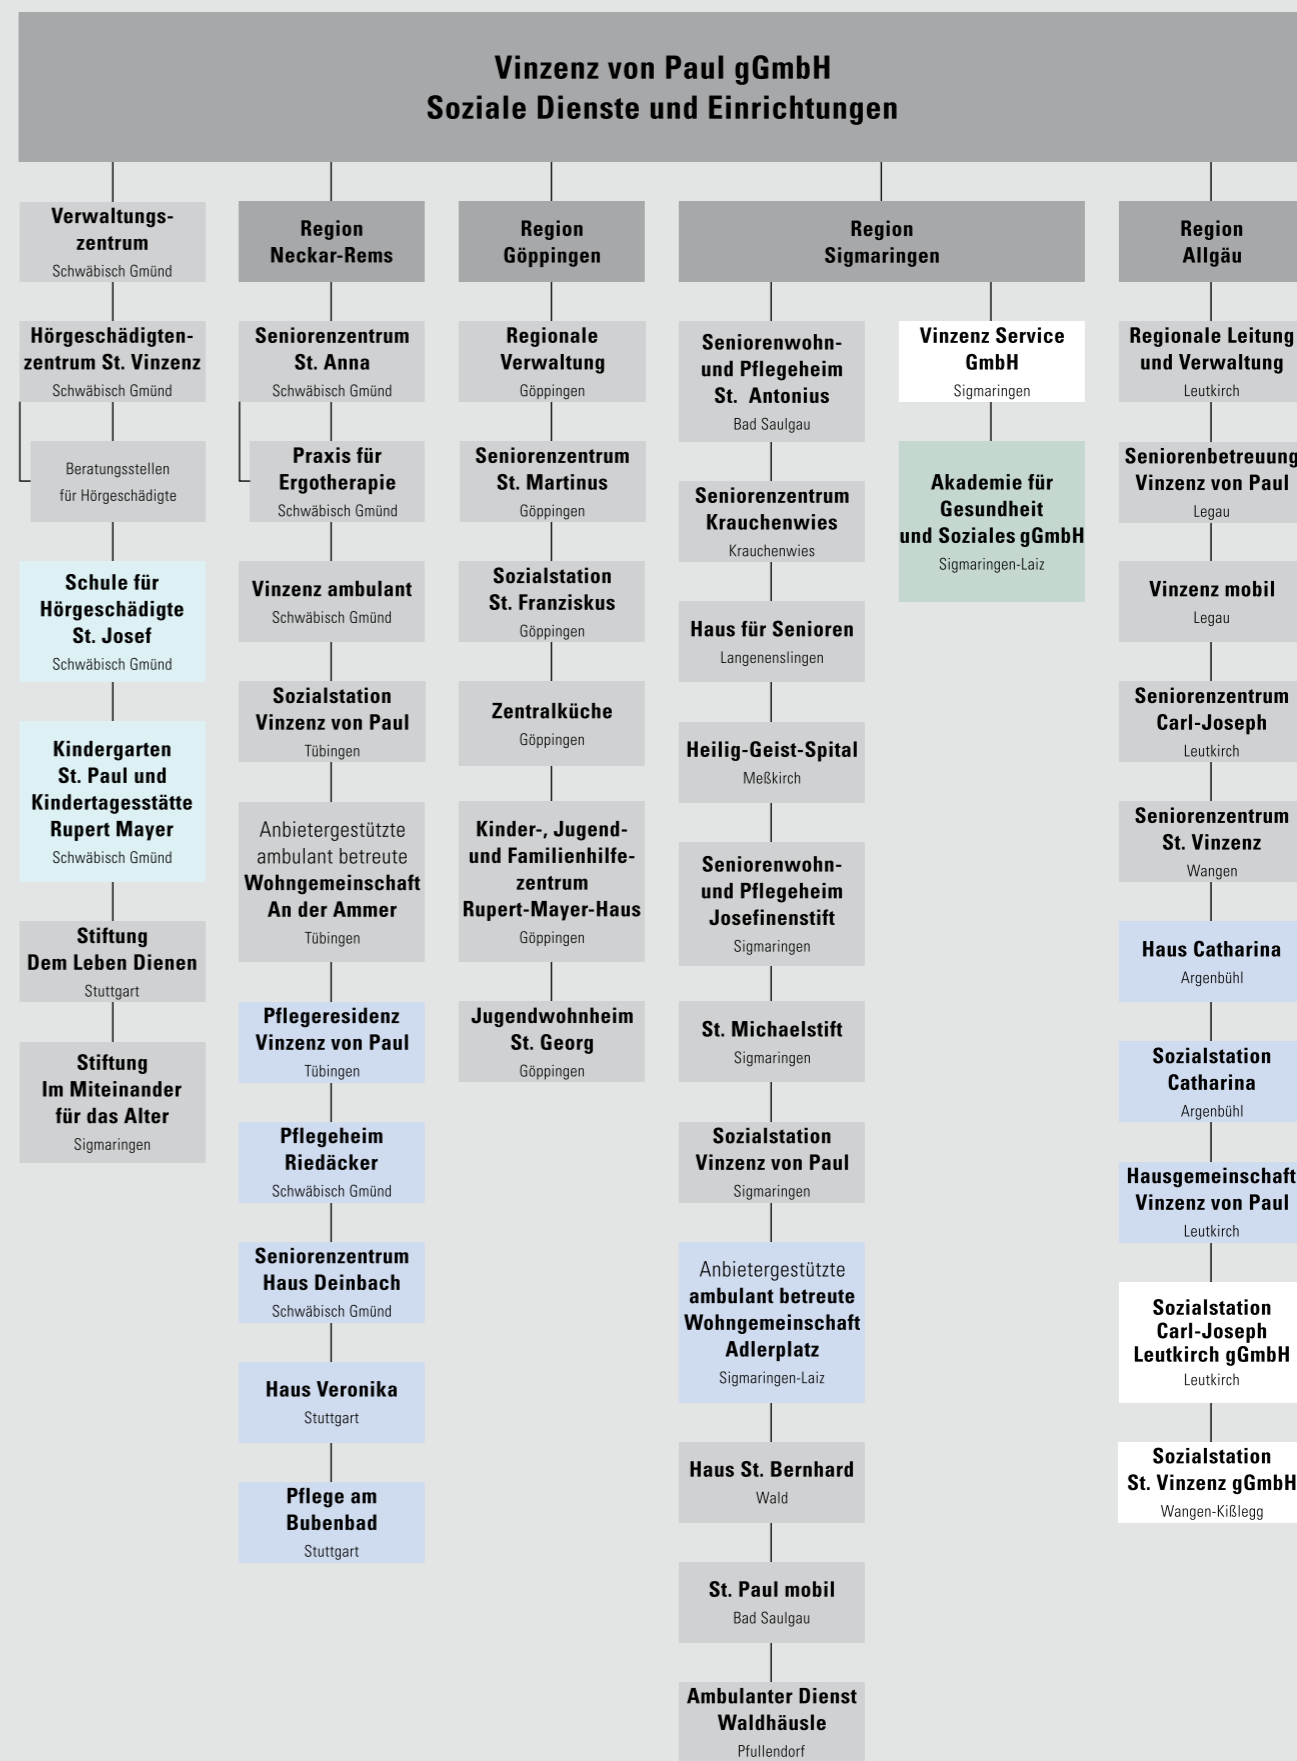 Vinzenz von Paul gGmbH
Soziale Dienste und Einrichtungen
Verwaltungs-
zentrum
Schwäbisch Gmünd
Hörgeschädigten-
zentrum St. Vinzenz
Schwäbisch Gmünd
Beratungsstellen
für Hörgeschädigte
Schule für
Hörgeschädigte
St. Josef
Schwäbisch Gmünd
Kindergarten
St. Paul und
Kindertagesstätte
Rupert Mayer
Schwäbisch Gmünd
Stiftung
Dem Leben Dienen
Stuttgart
Stiftung
Im Miteinander
für das Alter
Sigmaringen
Region
Neckar-Rems
Seniorenzentrum
St. Anna
Schwäbisch Gmünd
Praxis für
Ergotherapie
Schwäbisch Gmünd
Vinzenz ambulant
Schwäbisch Gmünd
Sozialstation
Vinzenz von Paul
Tübingen
Anbietergestützte
ambulant betreute
Wohngemeinschaft
An der Ammer
Tübingen
Pflegeresidenz
Vinzenz von Paul
Tübingen
Pflegeheim
Riedäcker
Schwäbisch Gmünd
Seniorenzentrum
Haus Deinbach
Schwäbisch Gmünd
Haus Veronika
Stuttgart
Pflege am
Bubenbad
Stuttgart
Region
Göppingen
Regionale
Verwaltung
Göppingen
Seniorenzentrum
St. Martinus
Göppingen
Sozialstation
St. Franziskus
Göppingen
Zentralküche
Göppingen
Kinder-, Jugend-
und Familienhilfe-
zentrum
Rupert-Mayer-Haus
Göppingen
Jugendwohnheim
St. Georg
Göppingen
Region
Sigmaringen
Seniorenwohn-
und Pflegeheim
St. Antonius
Bad Saulgau
Seniorenzentrum
Krauchenwies
Krauchenwies
Haus für Senioren
Langenenslingen
Heilig-Geist-Spital
Meßkirch
Seniorenwohn-
und Pflegeheim
Josefinenstift
Sigmaringen
St. Michaelstift
Sigmaringen
Sozialstation
Vinzenz von Paul
Sigmaringen
Anbietergestützte
ambulant betreute
Wohngemeinschaft
Adlerplatz
Sigmaringen-Laiz
Haus St. Bernhard
Wald
St. Paul mobil
Bad Saulgau
Ambulanter Dienst
Waldhäusle
Pfullendorf
Vinzenz Service
GmbH
Sigmaringen
Akademie für
Gesundheit
und Soziales gGmbH
Sigmaringen-Laiz
Region
Allgäu
Regionale Leitung
und Verwaltung
Leutkirch
Seniorenbetreuung
Vinzenz von Paul
Legau
Vinzenz mobil
Legau
Seniorenzentrum
Carl-Joseph
Leutkirch
Seniorenzentrum
St. Vinzenz
Wangen
Haus Catharina
Argenbühl
Sozialstation
Catharina
Argenbühl
Hausgemeinschaft
Vinzenz von Paul
Leutkirch
Sozialstation
Carl-Joseph
Leutkirch gGmbH
Leutkirch
Sozialstation
St. Vinzenz gGmbH
Wangen-Kißlegg